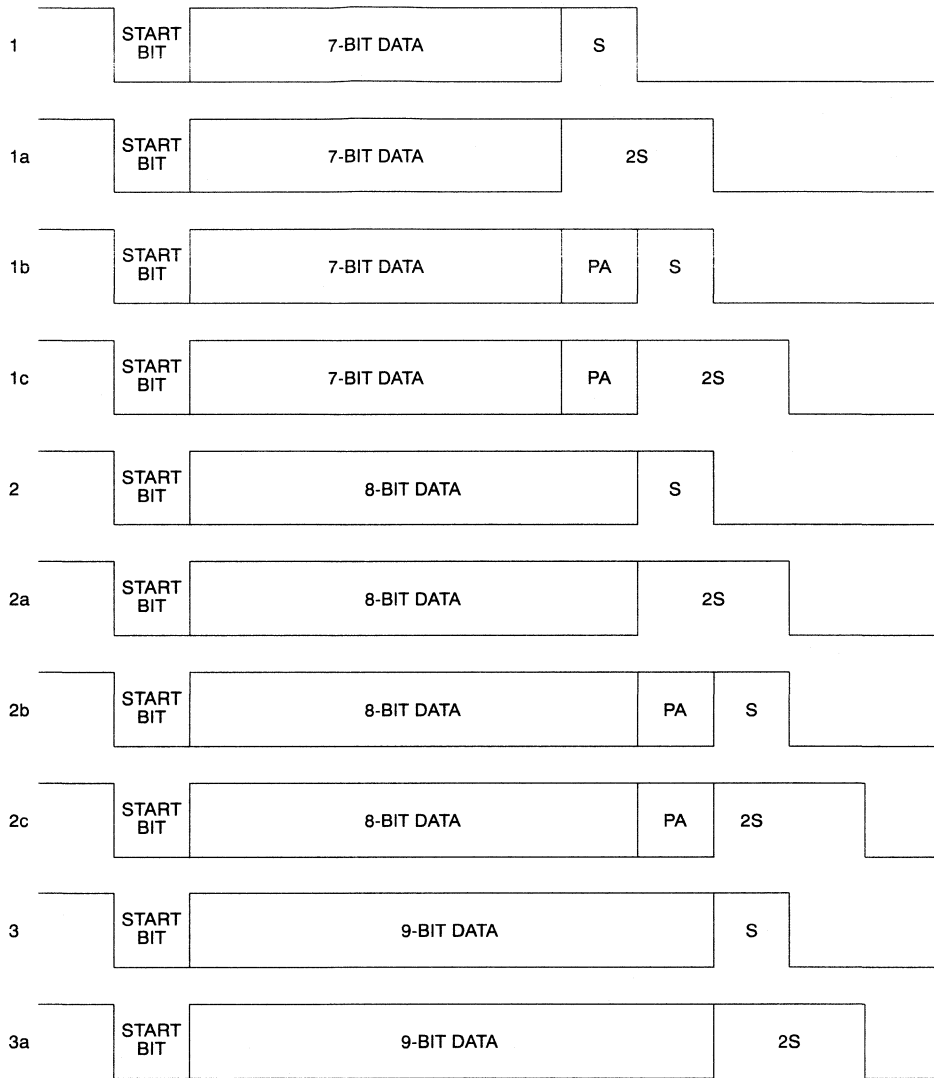 1 START BIT 7-BIT DATA S
1a START BIT 7-BIT DATA 2S
1b START BIT 7-BIT DATA PA S
1c START BIT 7-BIT DATA PA 2S
2 START BIT 8-BIT DATA S
2a START BIT 8-BIT DATA 2S
2b START BIT 8-BIT DATA PA S
2c START BIT 8-BIT DATA PA 2S
3 START BIT 9-BIT DATA S
3a START BIT 9-BIT DATA 2S